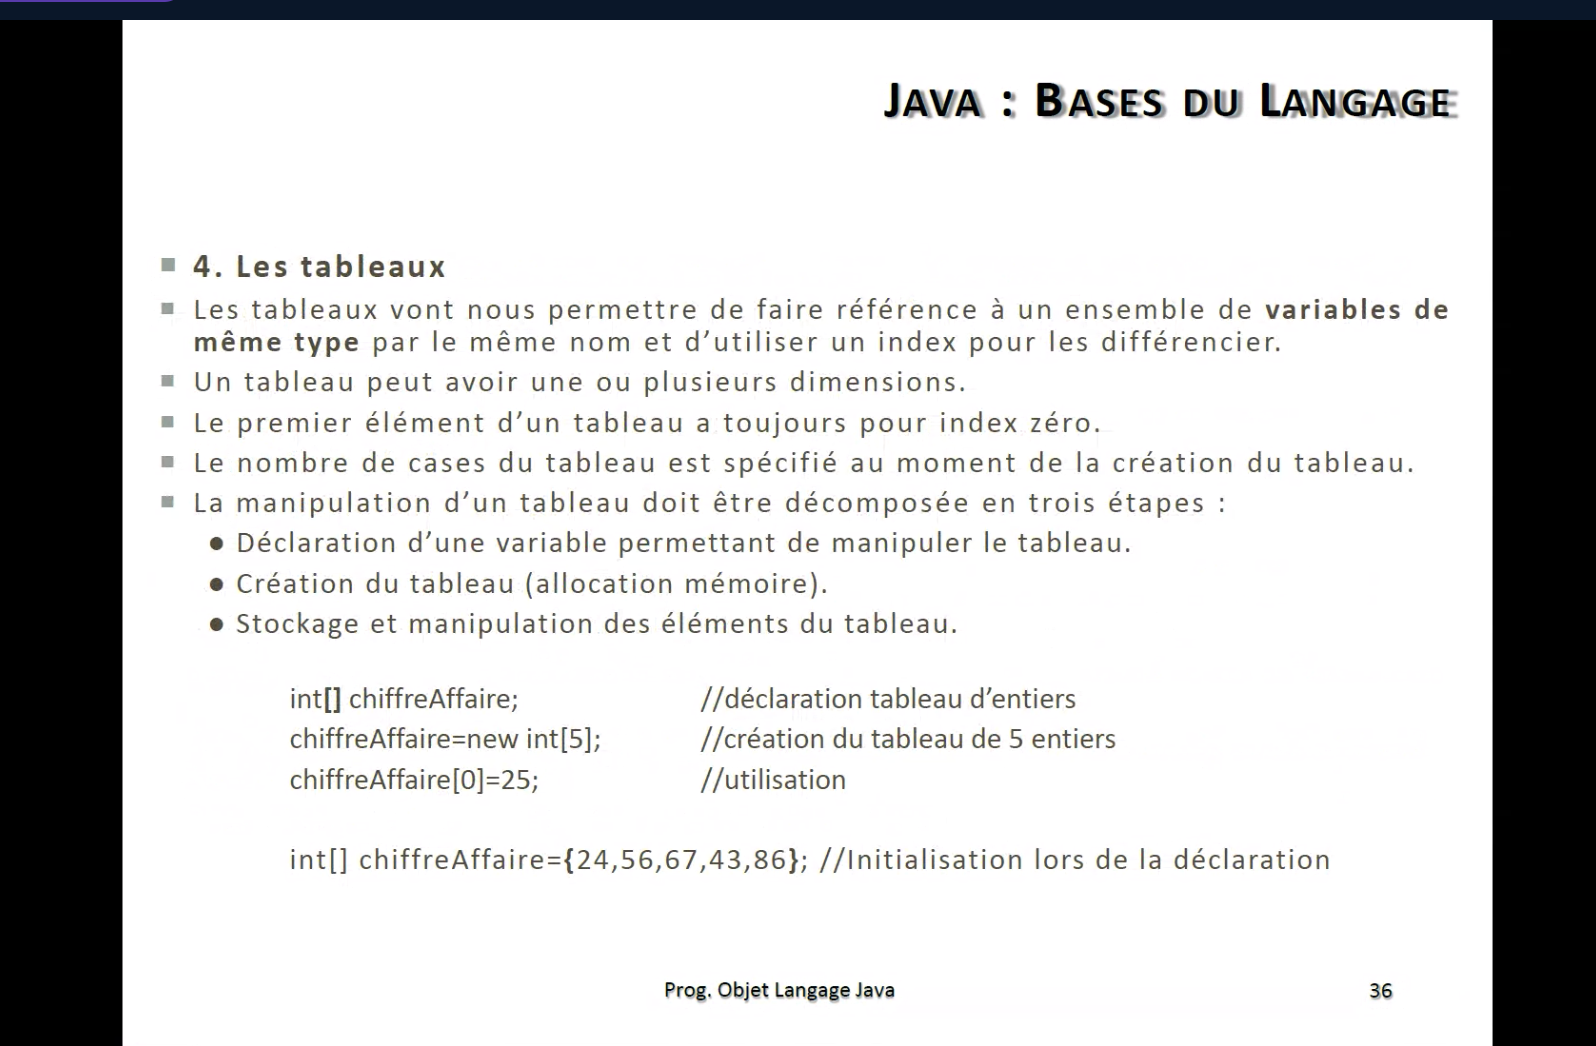 JAVA : BASES DU LANGAGE
4. Les tableaux
Les tableaux vont nous permettre de faire référence à un ensemble de variables de
même type par le même nom et d’utiliser un index pour les différencier.
Un tableau peut avoir une ou plusieurs dimensions.
Le premier élément d’un tableau a toujours pour index zéro.
Le nombre de cases du tableau est spécifié au moment de la création du tableau.
La manipulation d’un tableau doit être décomposée en trois étapes :
Déclaration d’une variable permettant de manipuler le tableau.
Création du tableau (allocation mémoire).
Stockage et manipulation des éléments du tableau.
int[] chiffreAffaire; //déclaration tableau d’entiers
chiffreAffaire=new int[5]; //création du tableau de 5 entiers
chiffreAffaire[0]=25; //utilisation
int[] chiffreAffaire={24,56,67,43,86}; //Initialisation lors de la déclaration
Prog. Objet Langage Java 36